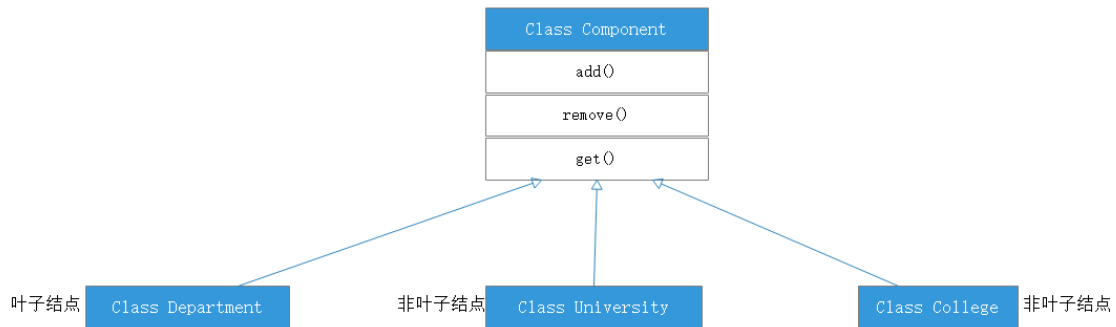 Class Component
add()
remove()
get()
叶子结点
Class Department
非叶子结点
Class University
Class College
非叶子结点